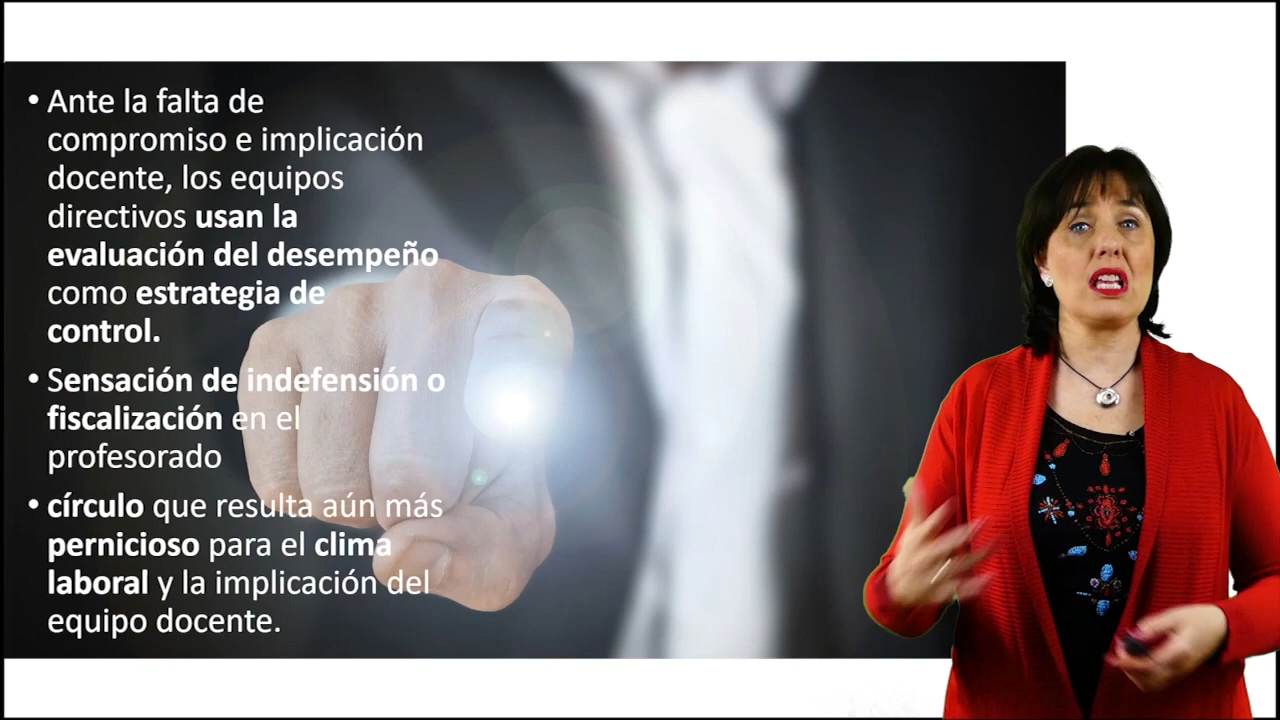 • Ante la falta de
compromiso e implicación
docente, los equipos
directivos usan la
evaluación del desempeño
como estrategia de
control.
• Sensación de indefensión o
fiscalización en el
profesorado
• círculo que resulta aún más
pernicioso para el clima
laboral y la implicación del
equipo docente.